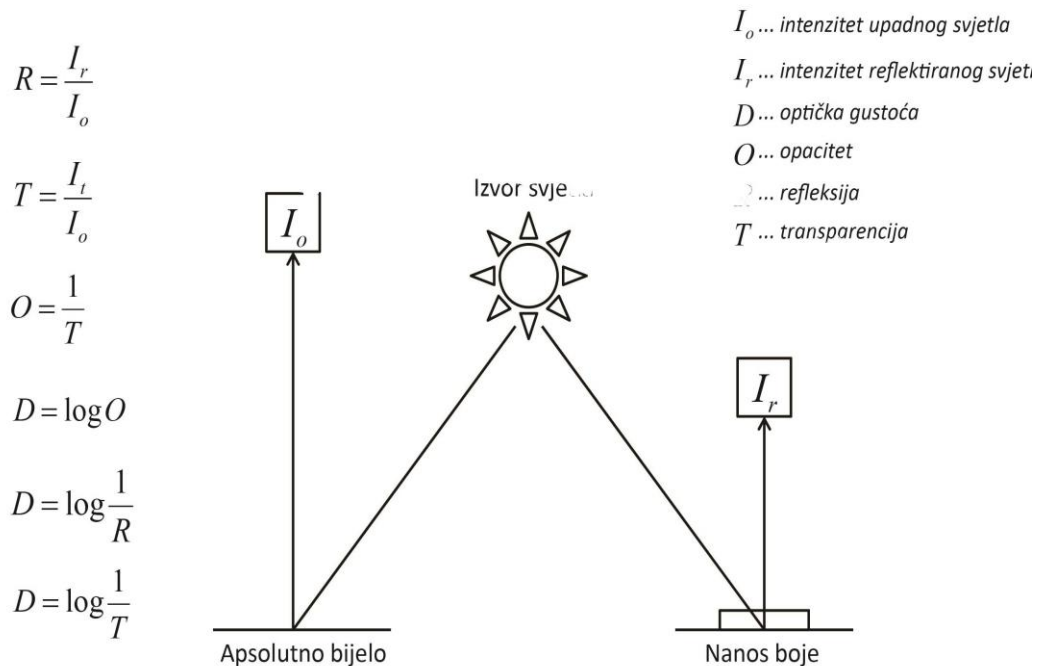 R = I_r / I_o
T = I_t / I_o
O = 1 / T
D = log O
D = log 1 / R
D = log 1 / T
I_o
Izvor
I_r
Apsolutno bijelo
Nanos boje
I_o ... intenzitet upadnog svjetla
I_r ... intenzitet reflektiranog
D ... optička gustoća
O ... opacitet
... refleksija
T ... transparencija